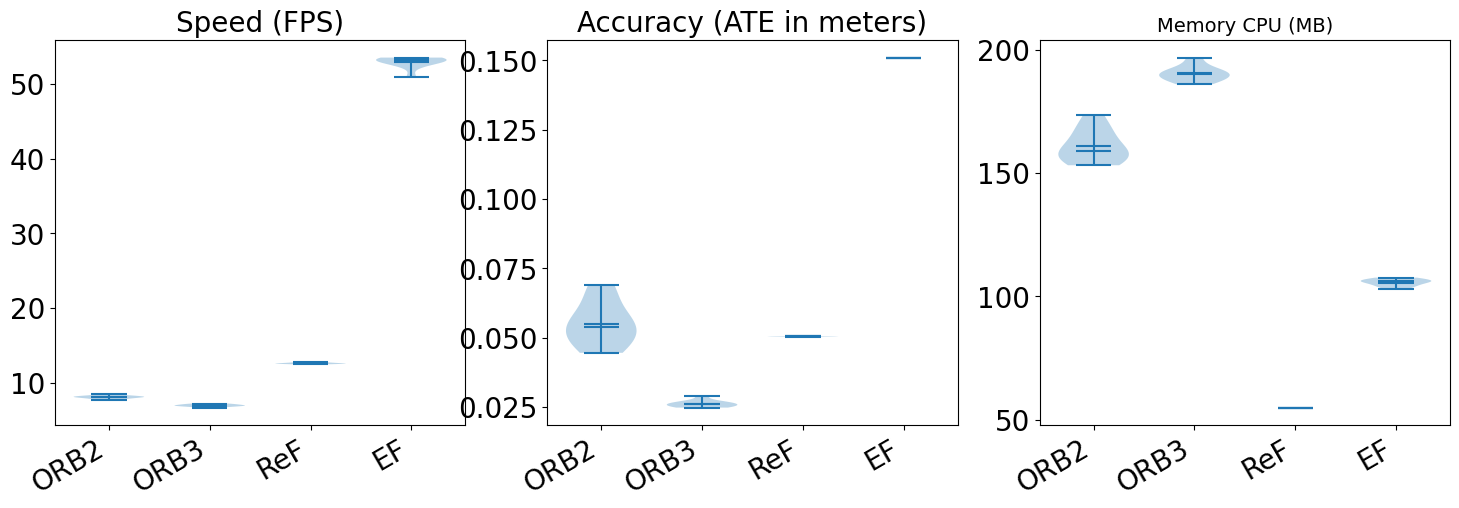 Speed (FPS)
50
40
30
20
10
ORB2
ORB3
ReF
EF
Accuracy (ATE in meters)
0.150
0.125
0.100
0.075
0.050
0.025
ORB2
ORB3
ReF
EF
Memory CPU (MB)
200
150
100
50
ORB2
ORB3
ReF
EF